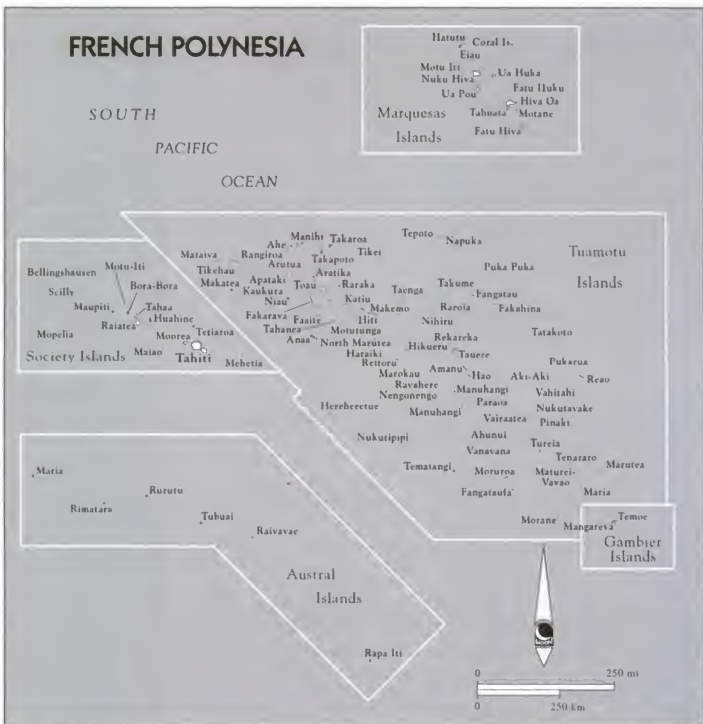 FRENCH POLYNESIA
SOUTH
PACIFIC
OCEAN
Hatutu
Coral Is.
Eiau
Motu Iti
Nuku Hiva
Ua Huka
Ua Pou
Fatu Huku
Hiva Oa
Marquesas
Islands
Tahuata
Motane
Fatu Hiva
Bellingshausen
Motu-Iti
Scilly
Bora-Bora
Maupiti
Tahaa
Raiatea
Huahine
Mopelia
Moorea
Tetiaroa
Society Islands
Maiao
Tahiti
Mehetia
Mataiva
Tikehau
Makatea
Rangiroa
Ahe
Manihi
Takaroa
Arutua
Takapoto
Tikei
Apataki
Aratika
Kaukura
Toau
Raraka
Niau
Katiu
Fakarava
Faaite
Hiti
Makemo
Tahanea
Motutunga
Anaa
North Marutea
Haraiki
Tepoto
Napuka
Tuamotu
Islands
Puka Puka
Taenga
Takume
Fangatau
Raroia
Fakahina
Nihiru
Rekareka
Tatakoto
Hikueru
Tauere
Rettoru
Amanu
Hao
Aki-Aki
Pukarua
Reao
Marokau
Ravahere
Manuhangi
Vahitahi
Nengonengo
Paraoa
Nukutavake
Hereheretue
Manuhangi
Vairaatea
Pinaki
Nukutipipi
Ahunui
Tureia
Vanavana
Tenararo
Tematangi
Moruroa
Maturei-
Vavao
Marutea
Fangataufa
Maria
Morane
Mangareva
Temoe
Gambier
Islands
Maria
Rimatara
Rurutu
Tubuai
Raivavae
Austral
Islands
Rapa Iti
MOON
0
250 mi
0
250 km